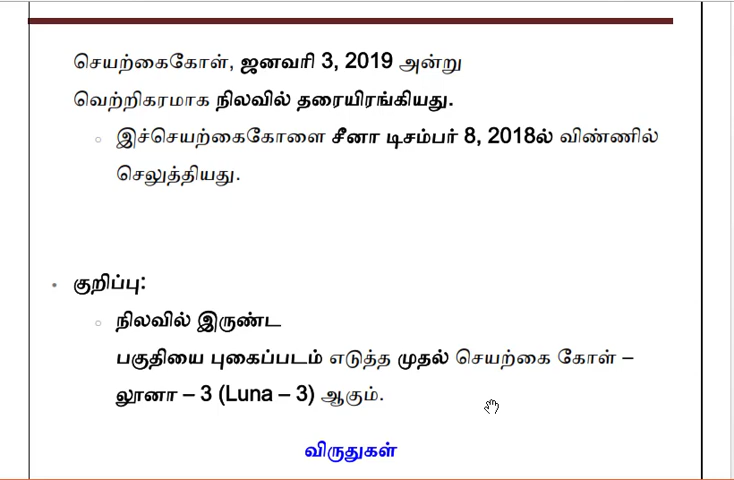 செயற்கைகோள், ஜனவரி 3, 2019 அன்று
வெற்றிகரமாக நிலவில் தரையிரங்கியது.
இச்செயற்கைகோளை சீனா டிசம்பர் 8, 2018ல் விண்ணில்
செலுத்தியது.
குறிப்பு:
நிலவில் இருண்ட
பகுதியை புகைப்படம் எடுத்த முதல் செயற்கை கோள் –
லூனா – 3 (Luna – 3) ஆகும்.
விருதுகள்